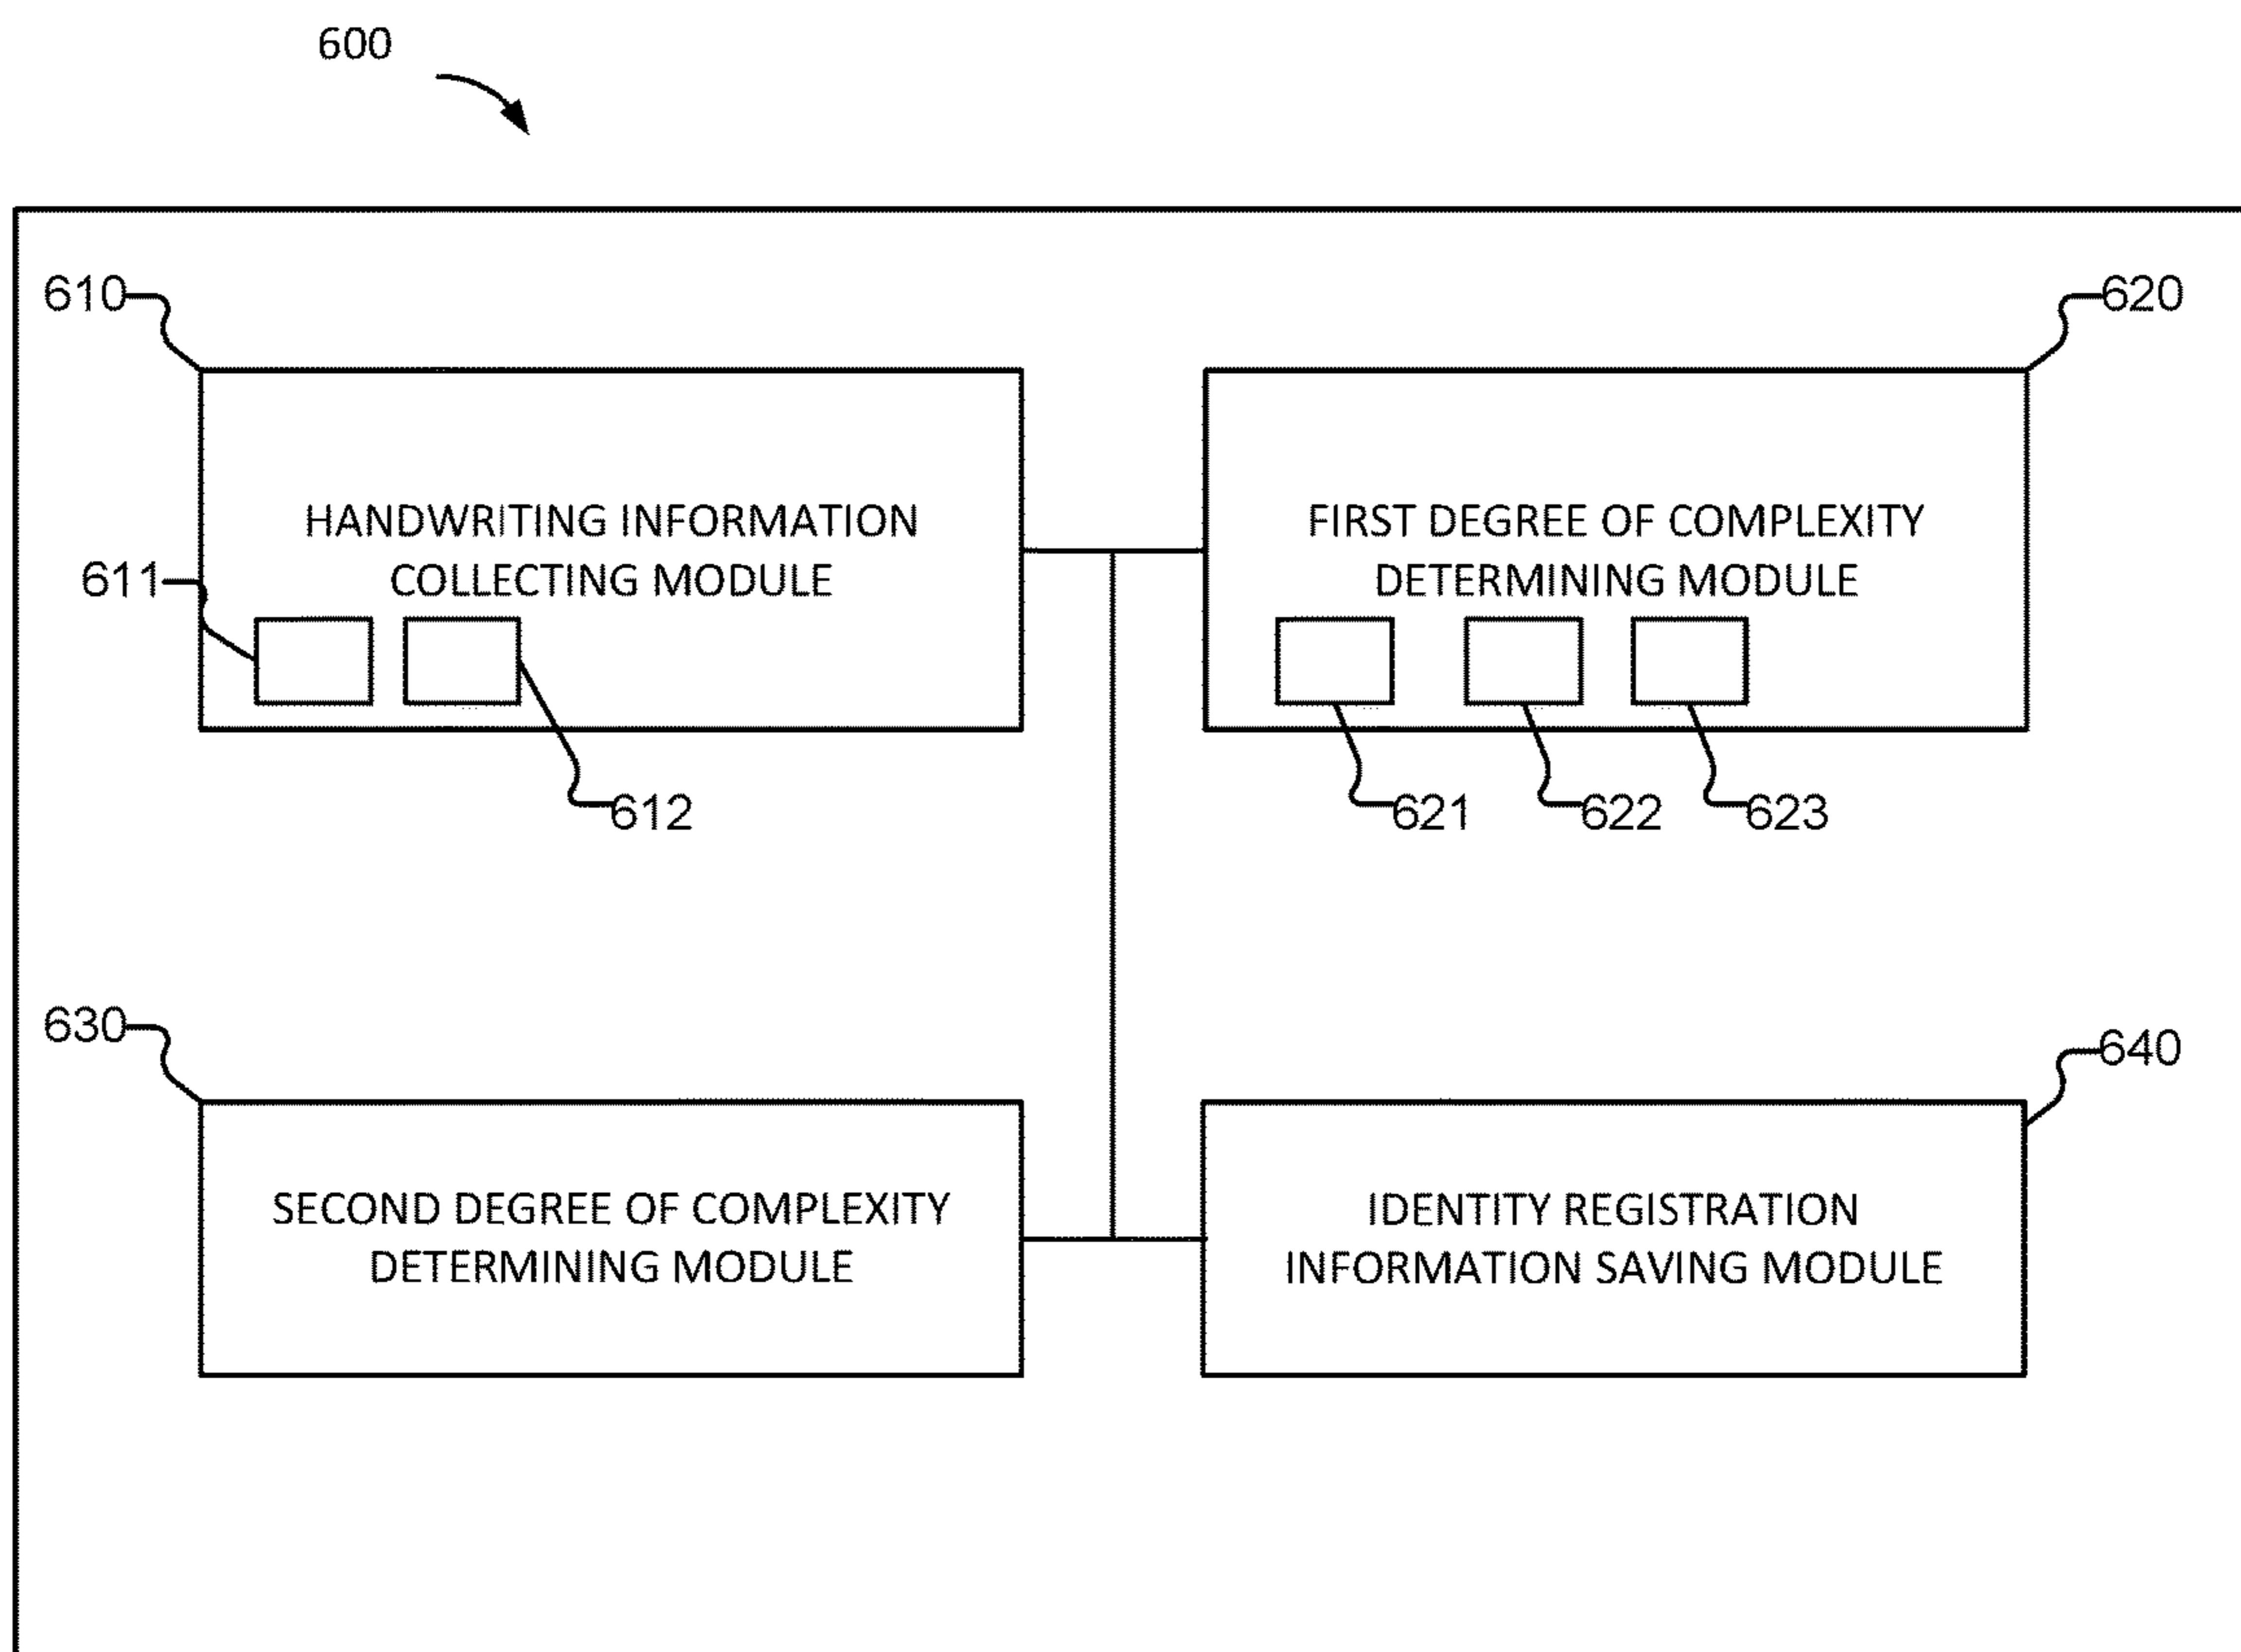 600
610
620
HANDWRITING INFORMATION
COLLECTING MODULE
FIRST DEGREE OF COMPLEXITY
DETERMINING MODULE
611
612
621
622
623
630
640
SECOND DEGREE OF COMPLEXITY
DETERMINING MODULE
IDENTITY REGISTRATION
INFORMATION SAVING MODULE